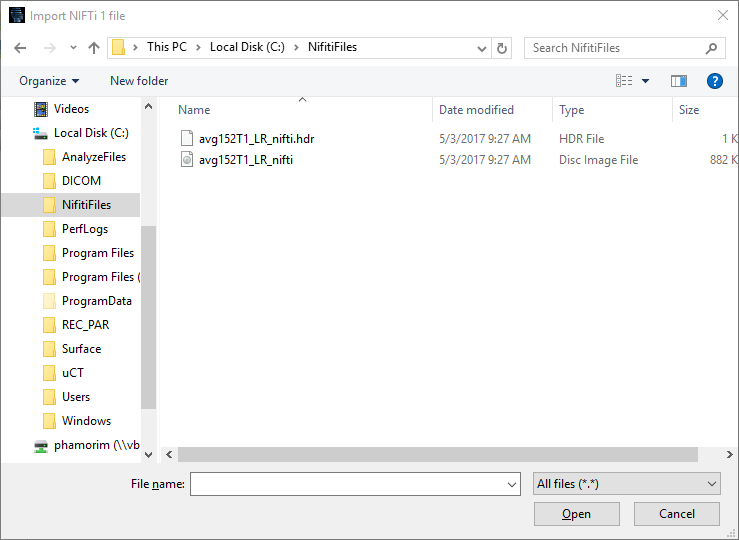 Import NIFTi 1 file
This PC > Local Disk (C:) > NifitiFiles
Search NifitiFiles
Organize
New folder
?
Videos
Local Disk (C:)
AnalyzeFiles
DICOM
NifitiFiles
PerfLogs
Program Files
Program Files (
ProgramData
REC_PAR
Surface
uCT
Users
Windows
phamorim (\\vb
Name Date modified Type Size
avg152T1_LR_nifti.hdr 5/3/2017 9:27 AM HDR File 1 K
avg152T1_LR_nifti 5/3/2017 9:27 AM Disc Image File 882 K
File name:
All files (*.*)
Open Cancel